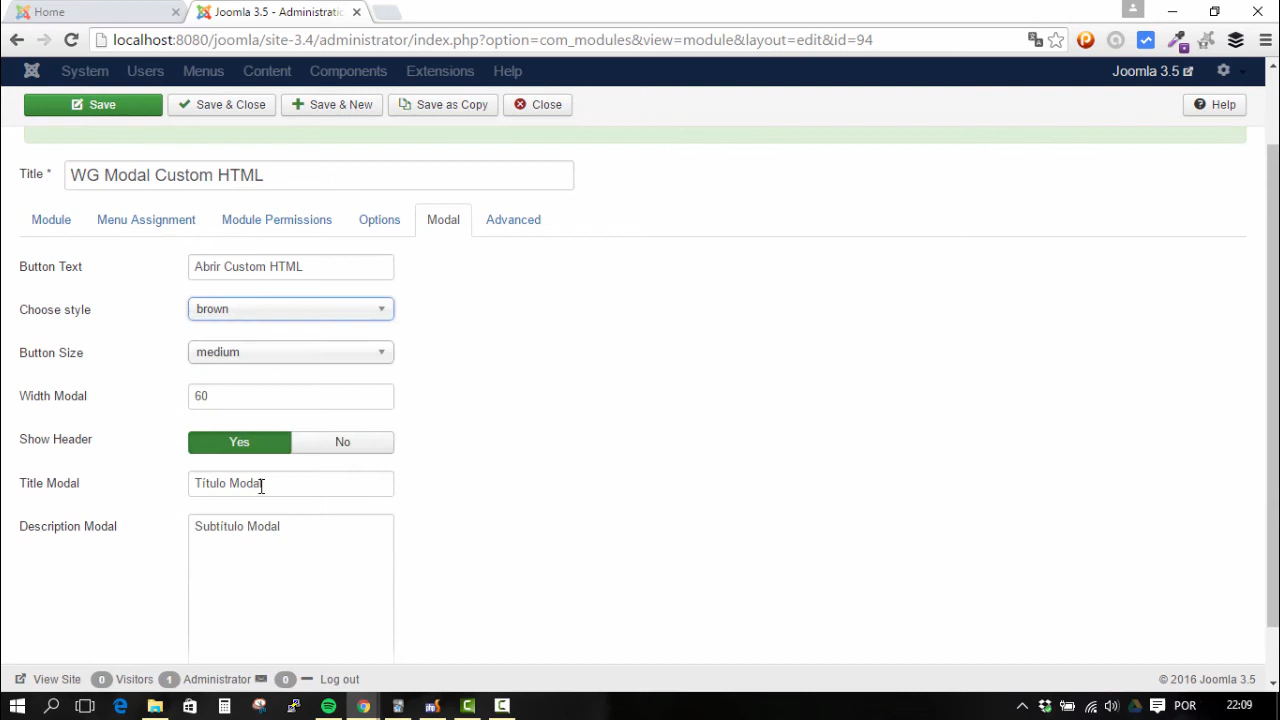 Home
Joomla 3.5 - Administratio
localhost:8080/joomla/site-3.4/administrator/index.php?option=com_modules&view=module&layout=edit&id=94
System Users Menus Content Components Extensions Help
Joomla 3.5
Save Save & Close Save & New Save as Copy Close Help
Title * WG Modal Custom HTML
Module Menu Assignment Module Permissions Options Modal Advanced
Button Text Abrir Custom HTML
Choose style brown
Button Size medium
Width Modal 60
Show Header Yes No
Title Modal Título Modal
Description Modal Subtítulo Modal
View Site 0 Visitors 1 Administrator 0 Log out © 2016 Joomla 3.5
POR 22:09